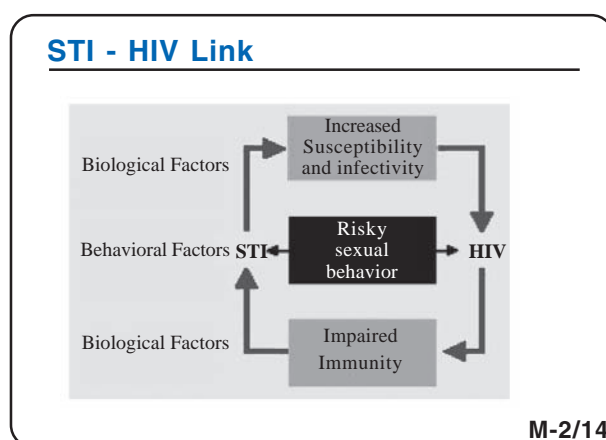 STI - HIV Link
Increased
Susceptibility
and infectivity
Biological Factors
Risky
sexual
behavior
Behavioral Factors STI
HIV
Impaired
Immunity
Biological Factors
M-2/14